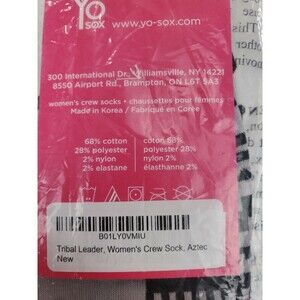 Yo
SOX
www.yo-sox.com
300 International Dr., Williamsville, NY 14221
8550 Airport Rd., Brampton, ON L6T 5A3
women's crew socks • chaussettes pour femmes
Made in Korea / Fabriqué en Corée
68% cotton
28% polyester
2% nylon
2% elastane
coton 68%
polyester 28%
nylon 2%
élasthanne 2%
B01LY0VMIU
Tribal Leader, Women's Crew Sock, Aztec
New